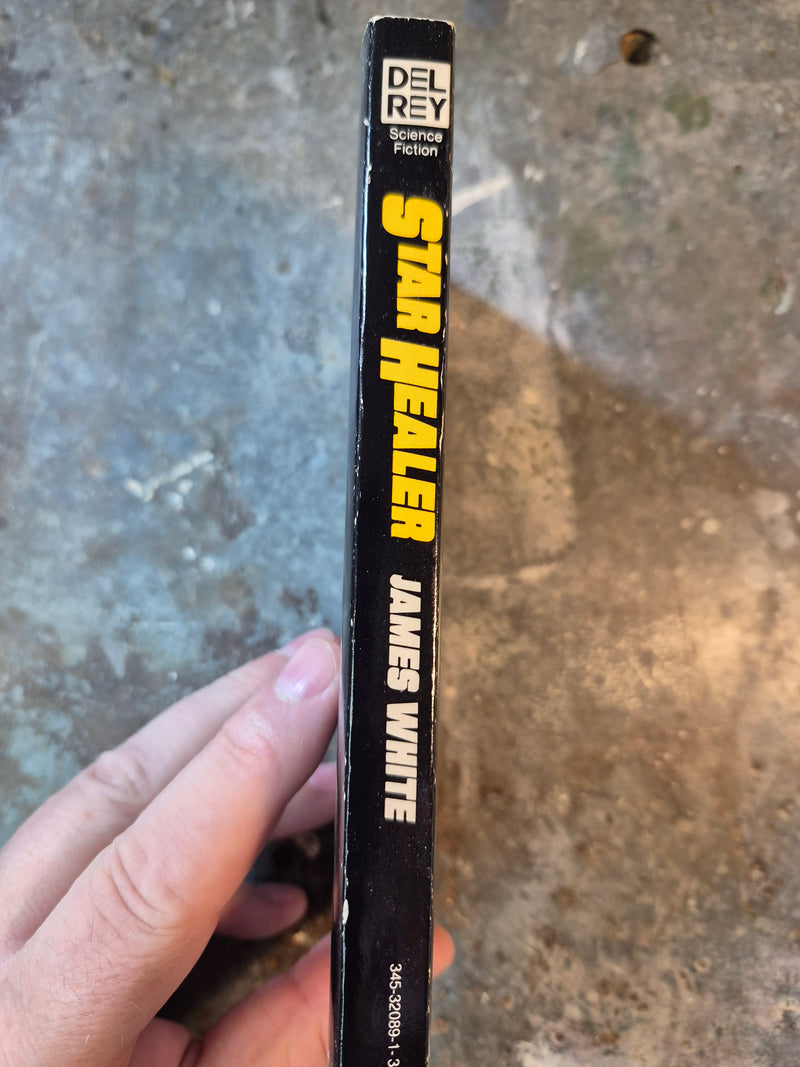 DEL
REY
Science
Fiction
STAR HEALER
JAMES WHITE
345-32089-1-3